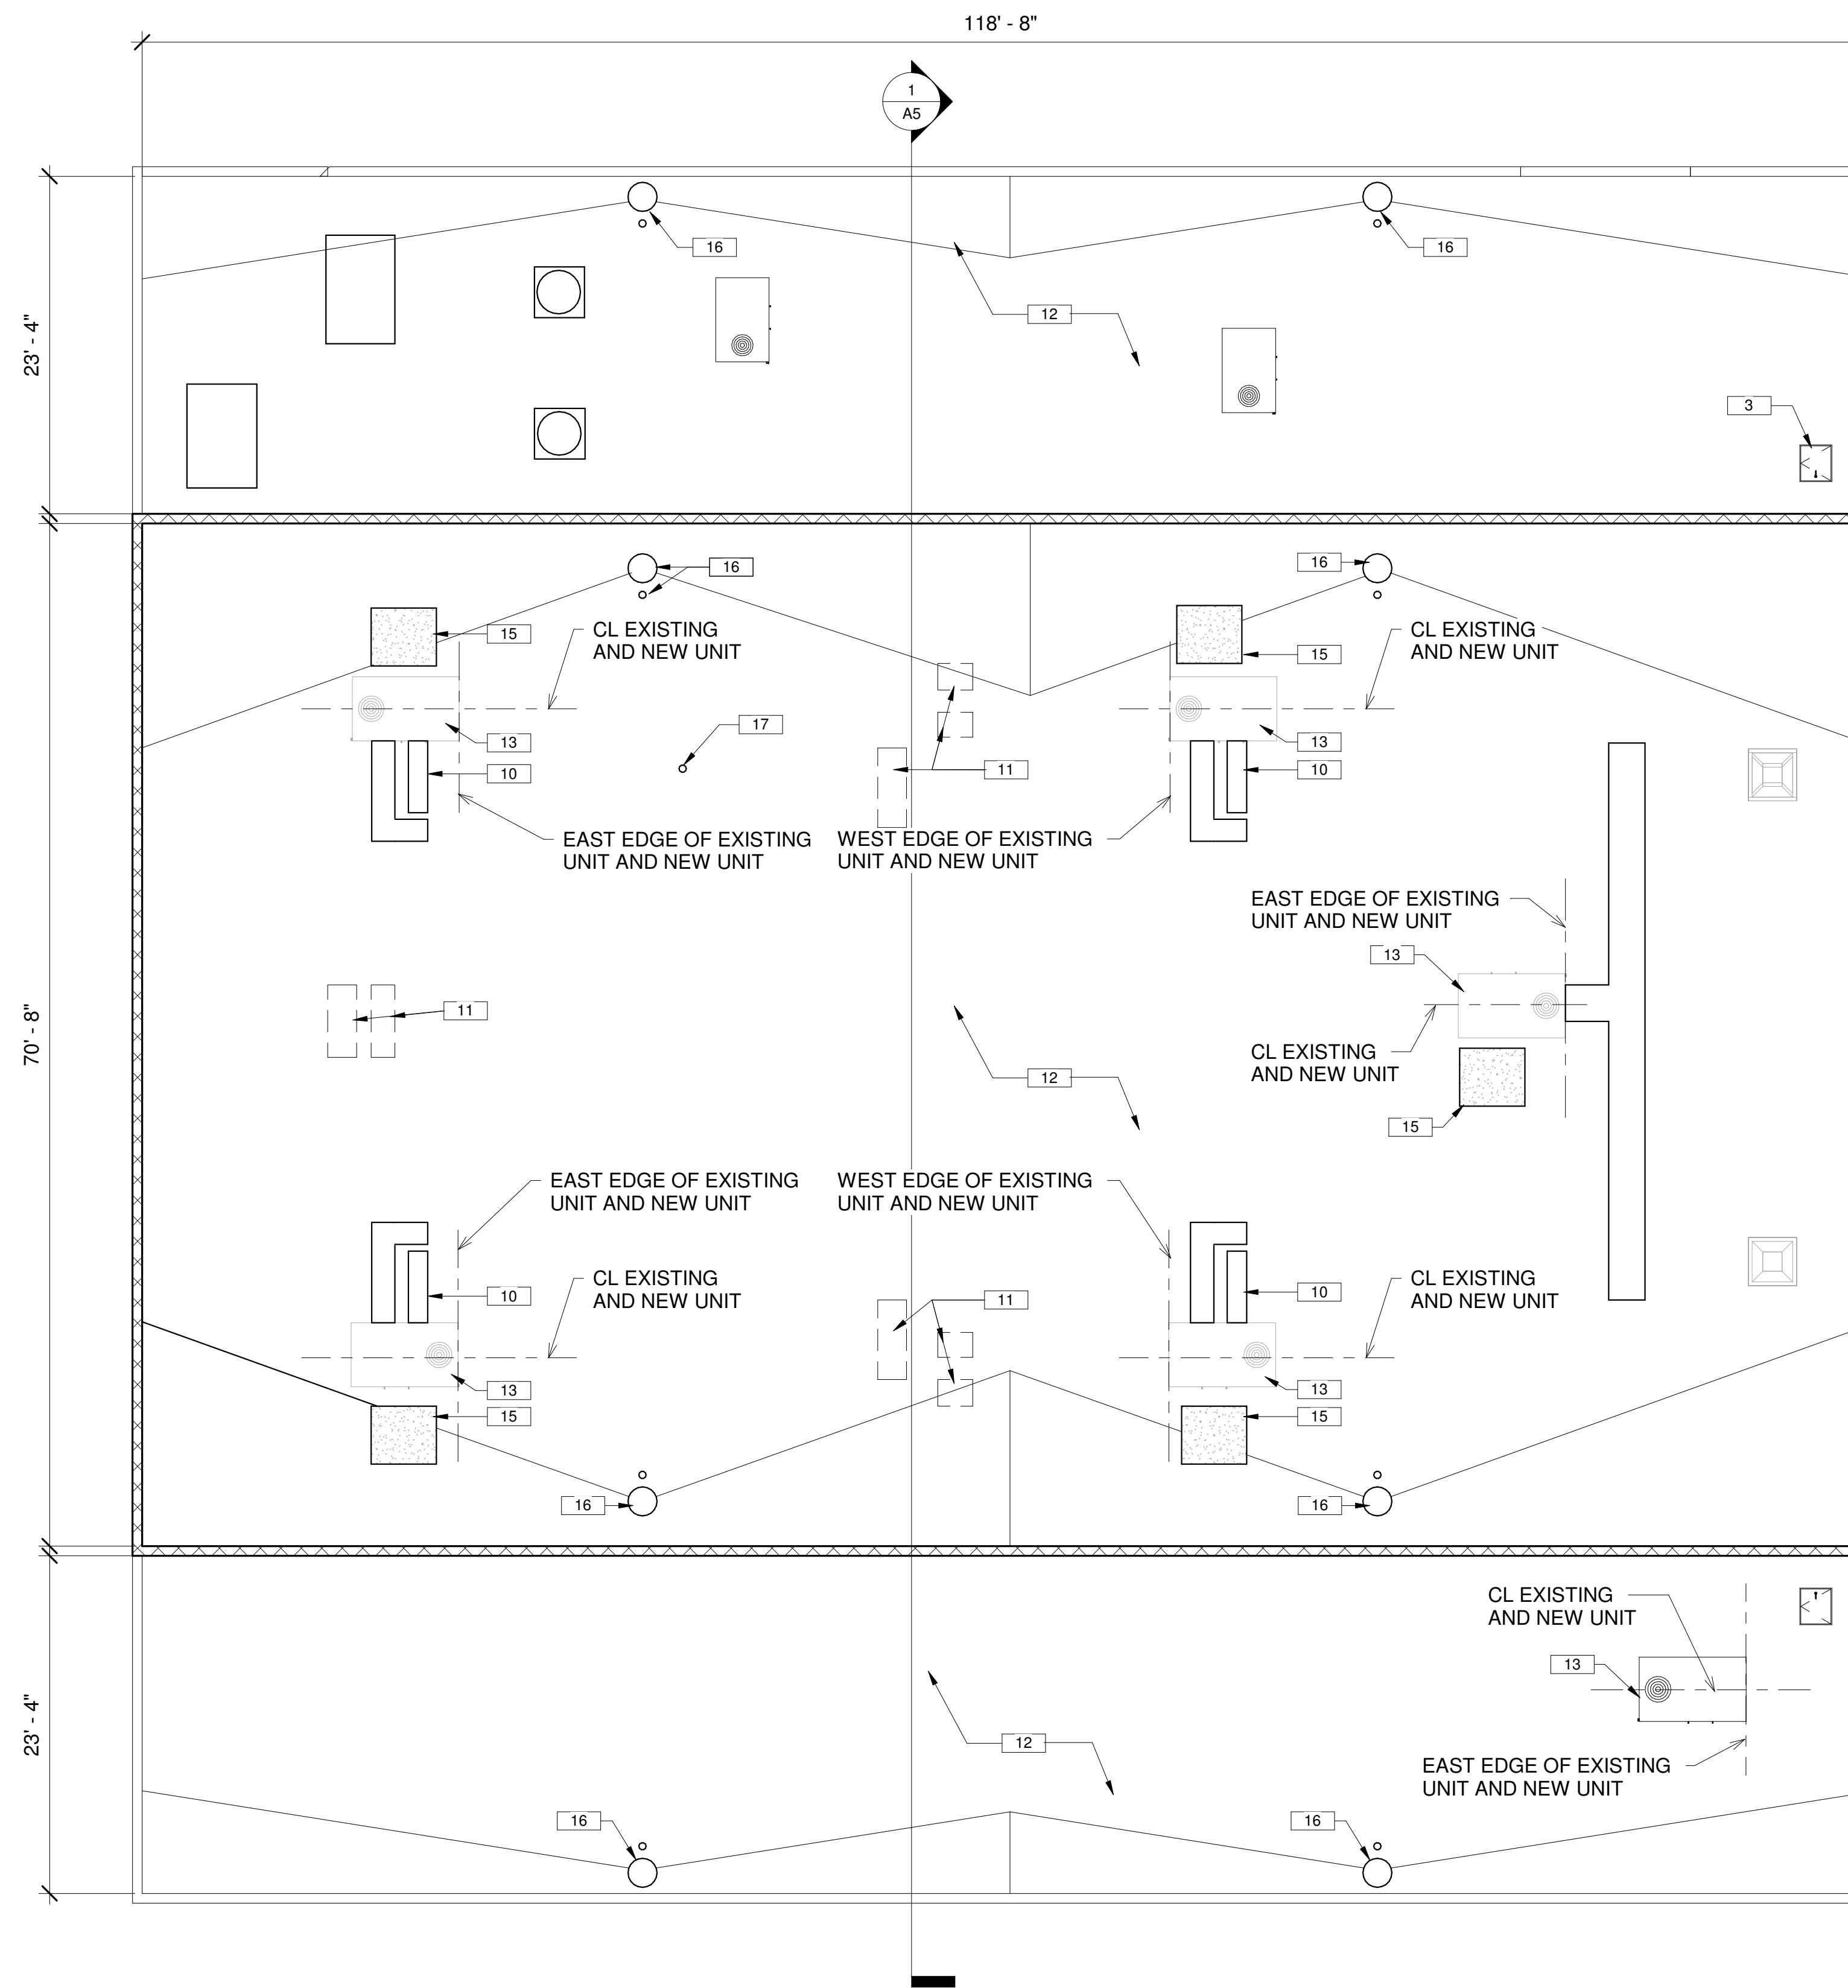 118' - 8"
1
A5
23' - 4"
16
16
12
3
16
16
15
CL EXISTING
AND NEW UNIT
15
CL EXISTING
AND NEW UNIT
17
13
13
10
11
10
EAST EDGE OF EXISTING
UNIT AND NEW UNIT
WEST EDGE OF EXISTING
UNIT AND NEW UNIT
EAST EDGE OF EXISTING
UNIT AND NEW UNIT
13
70' - 8"
11
CL EXISTING
AND NEW UNIT
12
15
EAST EDGE OF EXISTING
UNIT AND NEW UNIT
WEST EDGE OF EXISTING
UNIT AND NEW UNIT
CL EXISTING
AND NEW UNIT
CL EXISTING
AND NEW UNIT
10
11
10
13
13
15
15
16
16
CL EXISTING
AND NEW UNIT
13
23' - 4"
12
EAST EDGE OF EXISTING
UNIT AND NEW UNIT
16
16